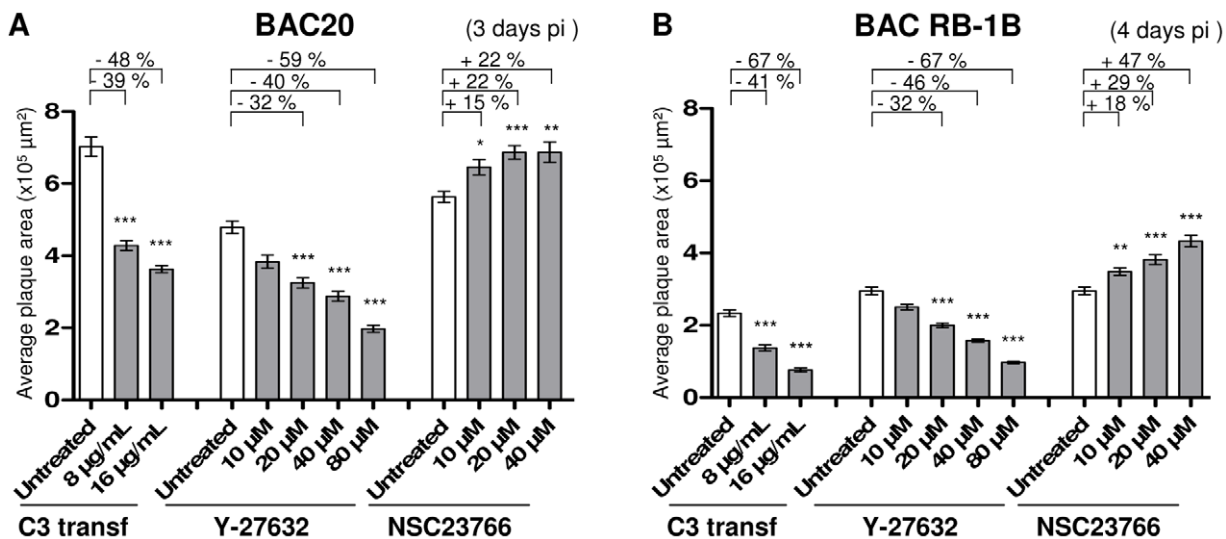 A
BAC20
(3 days pi )
- 48 %
- 39 %
- 59 %
- 40 %
- 32 %
+ 22 %
+ 22 %
+ 15 %
Average plaque area (x10⁵ µm²)
8
6
4
2
0
***
***
***
***
***
*
***
**
Untreated
8 µg/mL
16 µg/mL
Untreated
10 µM
20 µM
40 µM
80 µM
Untreated
10 µM
20 µM
40 µM
C3 transf
Y-27632
NSC23766
B
BAC RB-1B
(4 days pi )
- 67 %
- 41 %
- 67 %
- 46 %
- 32 %
+ 47 %
+ 29 %
+ 18 %
Average plaque area (x10⁵ µm²)
8
6
4
2
0
***
***
***
***
***
**
***
***
Untreated
8 µg/mL
16 µg/mL
Untreated
10 µM
20 µM
40 µM
80 µM
Untreated
10 µM
20 µM
40 µM
C3 transf
Y-27632
NSC23766